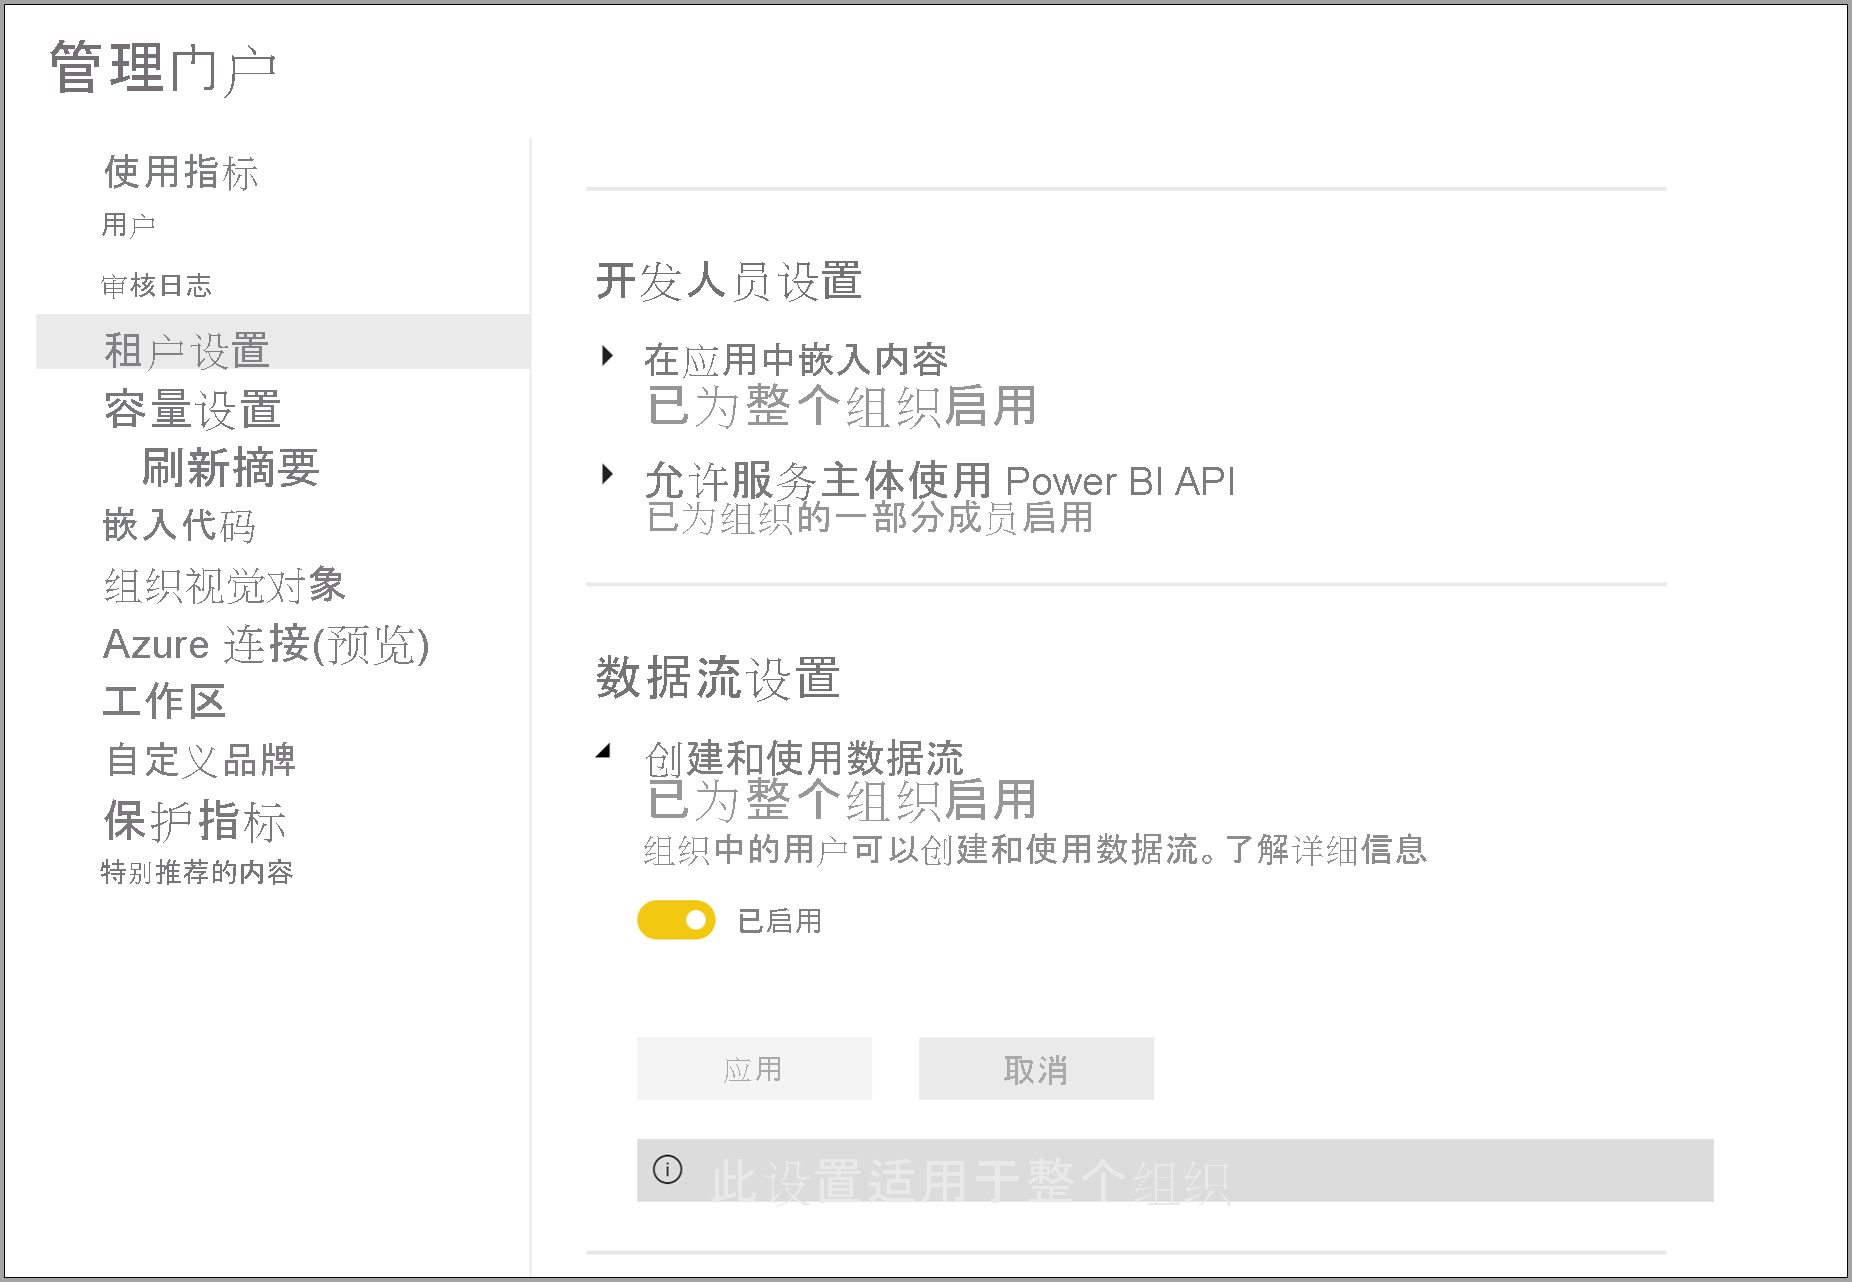 管理门户
使用指标
用户
审核日志
租户设置
容量设置
刷新摘要
嵌入代码
组织视觉对象
Azure 连接(预览)
工作区
自定义品牌
保护指标
特别推荐的内容
开发人员设置
在应用中嵌入内容
已为整个组织启用
允许服务主体使用 Power BI API
已为组织的一部分成员启用
数据流设置
创建和使用数据流
已为整个组织启用
组织中的用户可以创建和使用数据流。了解详细信息
已启用
应用
取消
此设置适用于整个组织